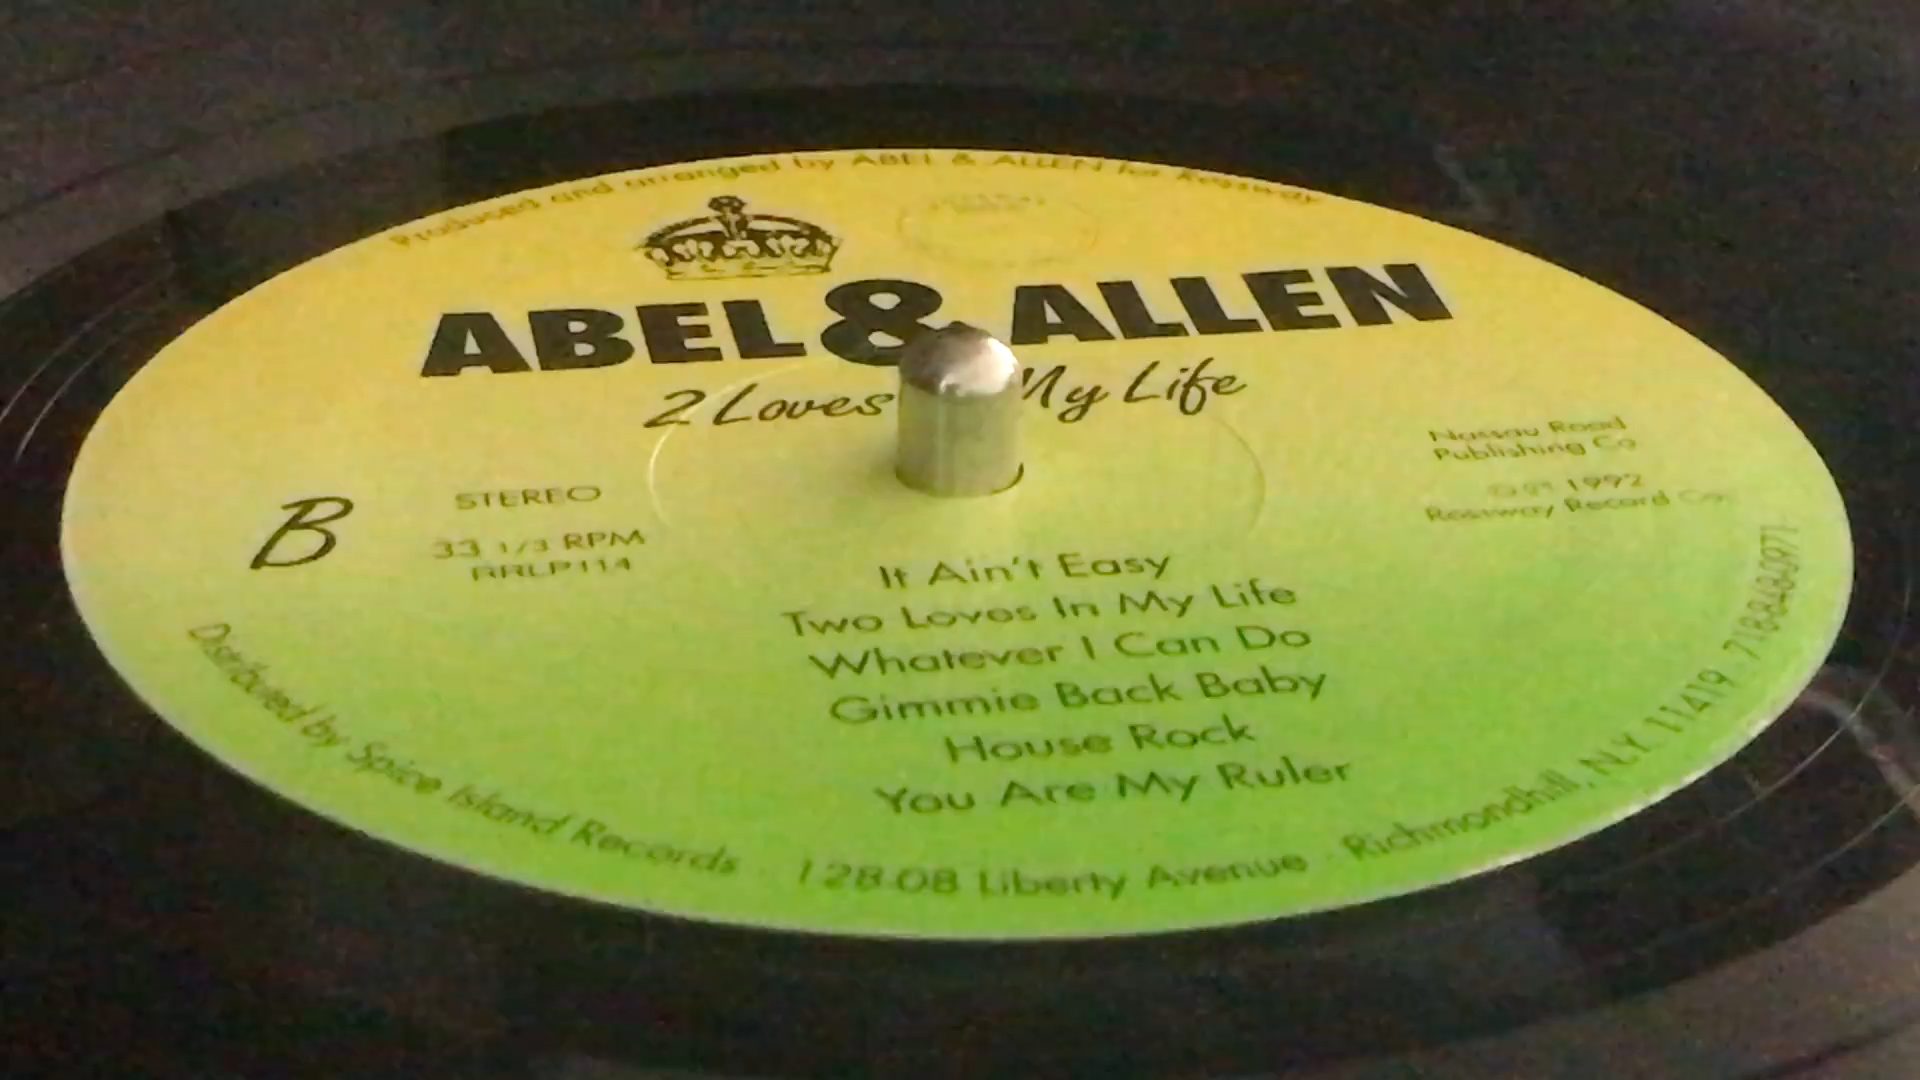 Produced and arranged by ABEL & ALLEN for Rossway
ABEL & ALLEN
2 Loves My Life
B
STEREO
33 1/3 RPM
RRLP114
Nassau Road
Publishing Co
1992
Rossway Record Co.
It Ain't Easy
Two Loves In My Life
Whatever I Can Do
Gimmie Back Baby
House Rock
You Are My Ruler
Distributed by Spice Island Records · 128-08 Liberty Avenue · Richmondhill, N.Y. 11419 7188480971